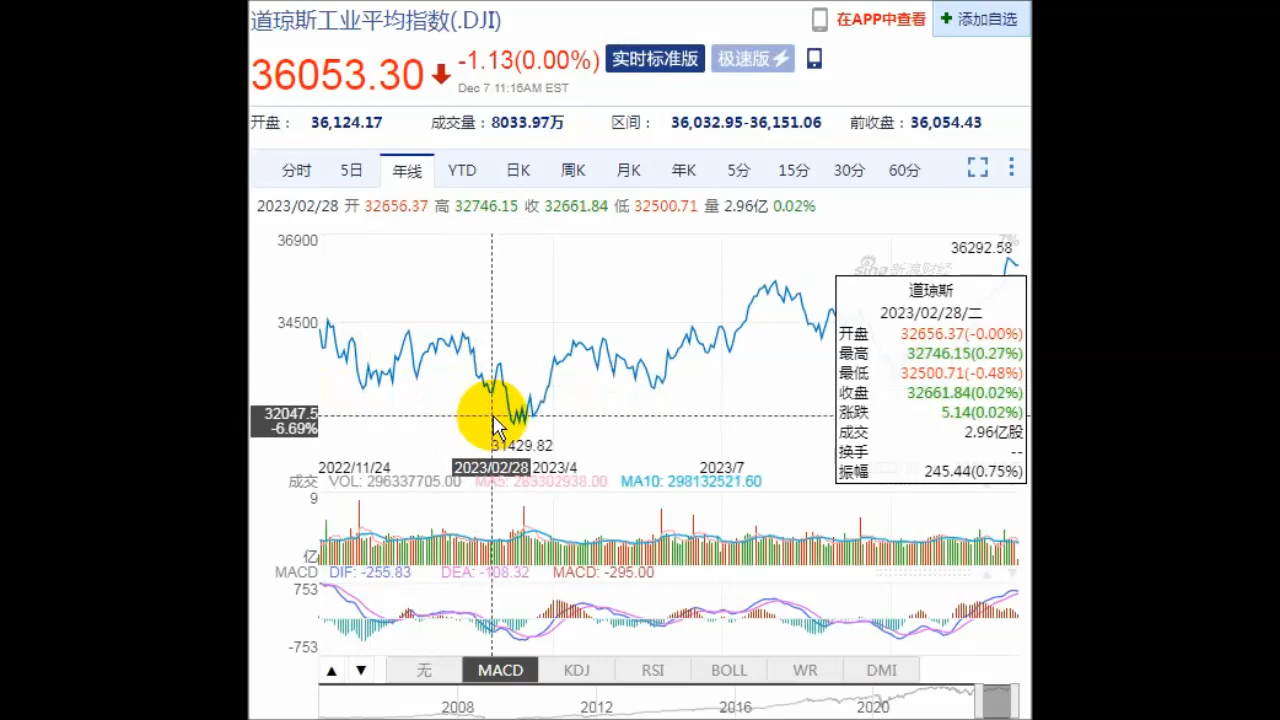 道琼斯工业平均指数(.DJI)
在APP中查看
+ 添加自选
36053.30
-1.13(0.00%)
实时标准版
极速版
Dec 7 11:16AM EST
开盘： 36,124.17 成交量：8033.97万 区间： 36,032.95-36,151.06 前收盘：36,054.43
分时 5日 年线 YTD 日K 周K 月K 年K 5分 15分 30分 60分
2023/02/28 开 32656.37 高 32746.15 收 32661.84 低 32500.71 量 2.96亿 0.02%
36900
7%
36292.58
sina 新浪财经
34500
道琼斯
2023/02/28/二
开盘 32656.37(-0.00%)
最高 32746.15(0.27%)
最低 32500.71(-0.48%)
收盘 32661.84(0.02%)
涨跌 5.14(0.02%)
成交 2.96亿股
换手 --
振幅 245.44(0.75%)
32047.5
-6.69%
31429.82
2022/11/24 2023/02/28 2023/4 2023/7
成交 VOL: 296337705.00 MA5: 283302938.00 MA10: 298132521.60
9
亿
MACD DIF: -255.83 DEA: -108.32 MACD: -295.00
753
-753
▲ ▼ 无 MACD KDJ RSI BOLL WR DMI
2008 2012 2016 2020